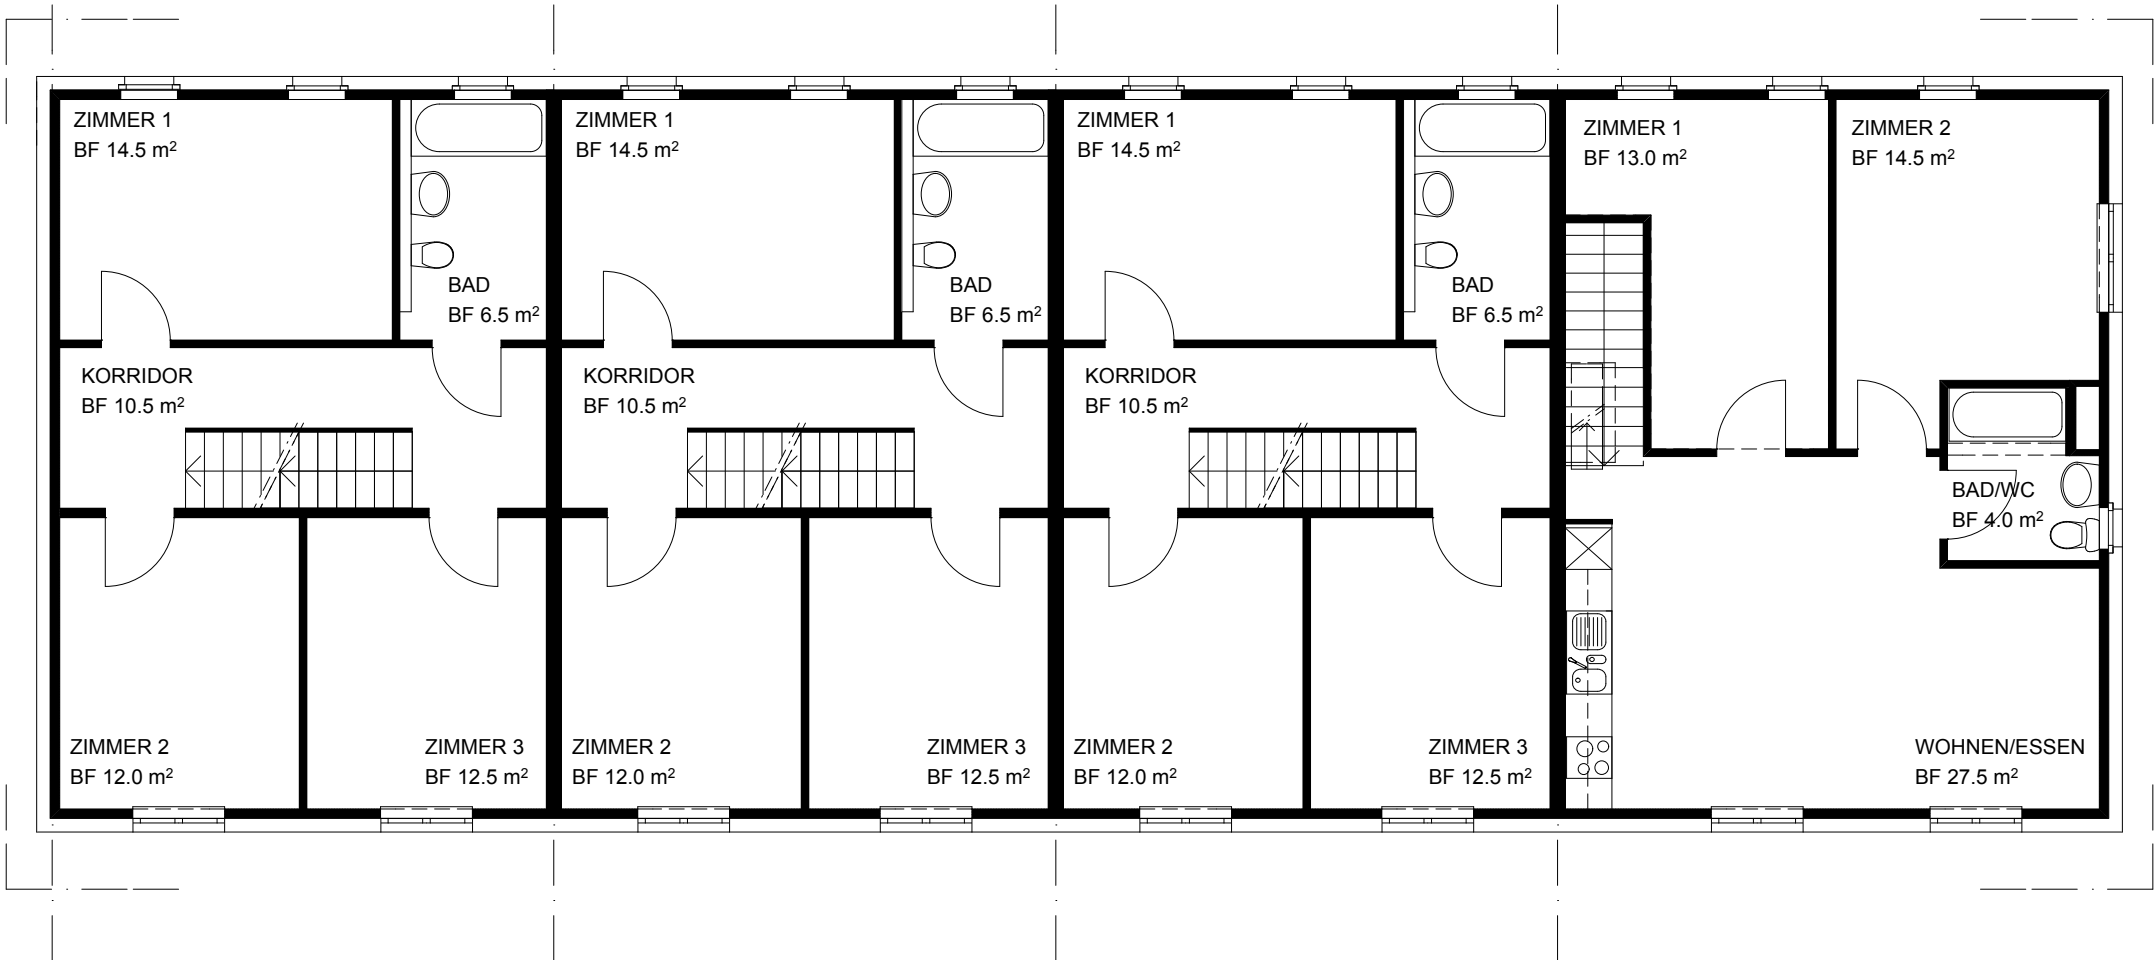 ZIMMER 1
BF 14.5 m²
BAD
BF 6.5 m²
KORRIDOR
BF 10.5 m²
ZIMMER 2
BF 12.0 m²
ZIMMER 3
BF 12.5 m²
ZIMMER 1
BF 14.5 m²
BAD
BF 6.5 m²
KORRIDOR
BF 10.5 m²
ZIMMER 2
BF 12.0 m²
ZIMMER 3
BF 12.5 m²
ZIMMER 1
BF 14.5 m²
BAD
BF 6.5 m²
KORRIDOR
BF 10.5 m²
ZIMMER 2
BF 12.0 m²
ZIMMER 3
BF 12.5 m²
ZIMMER 1
BF 13.0 m²
ZIMMER 2
BF 14.5 m²
BAD/WC
BF 4.0 m²
WOHNEN/ESSEN
BF 27.5 m²